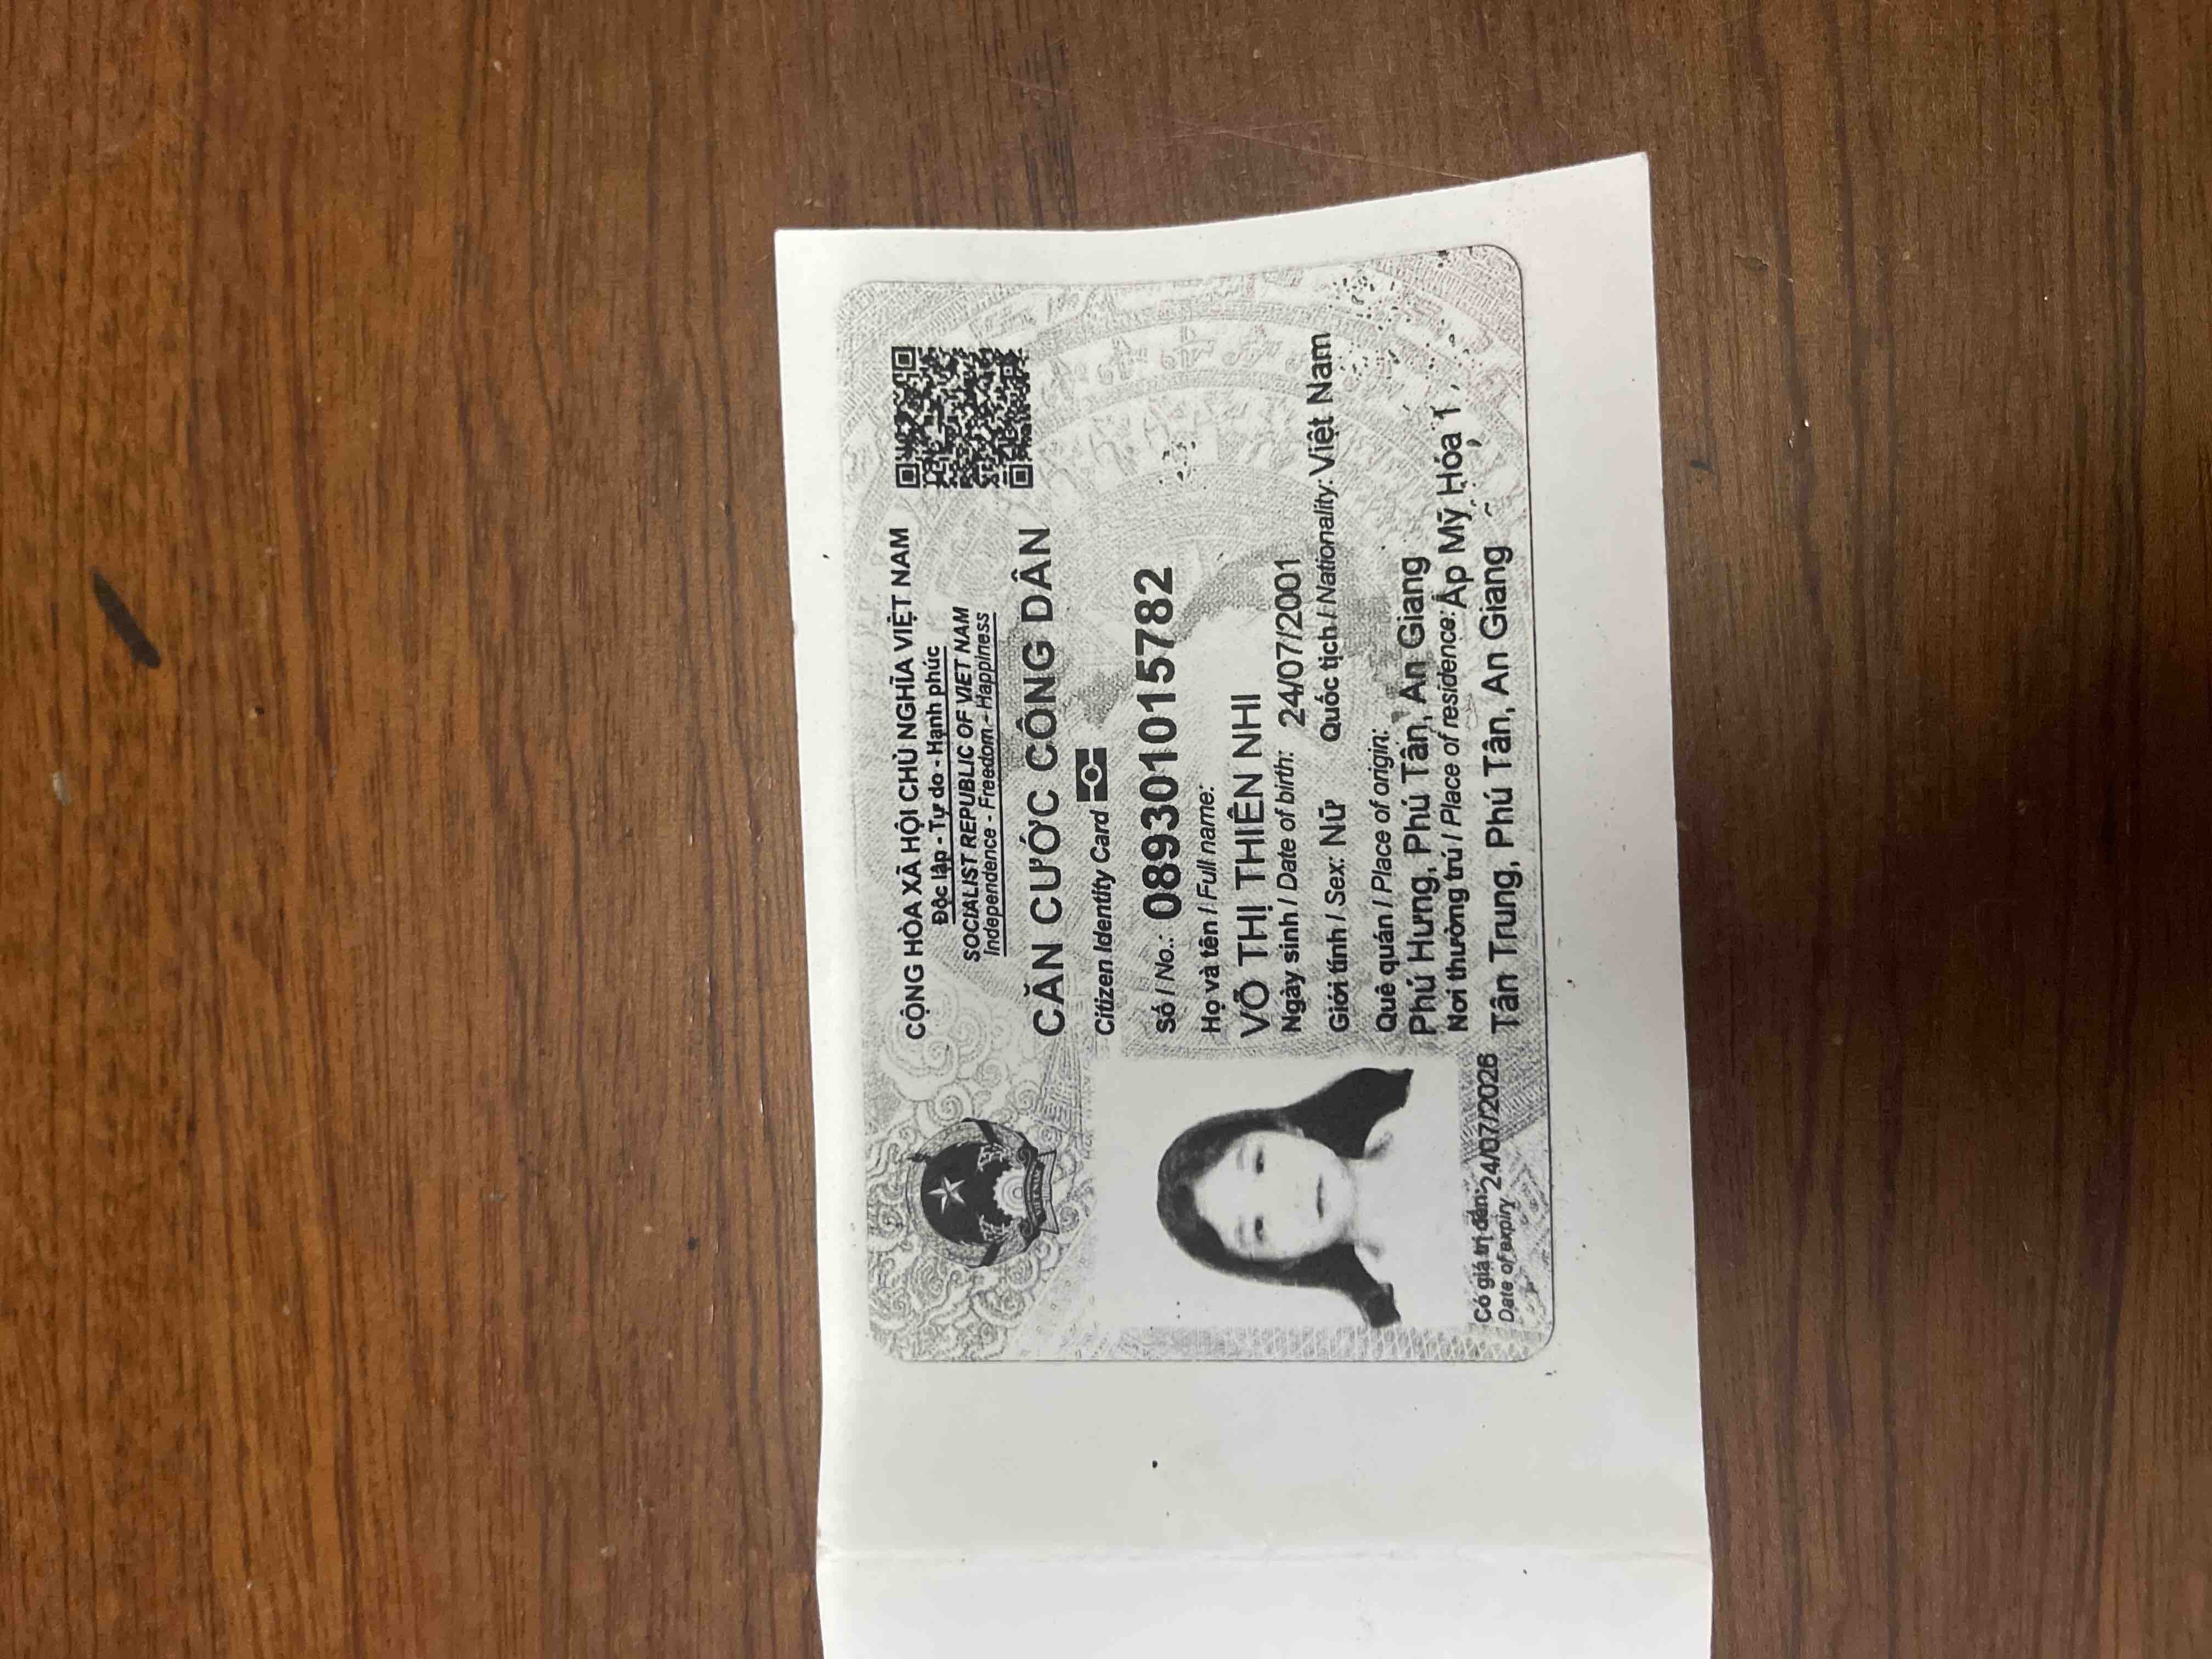 CỘNG HÒA XÃ HỘI CHỦ NGHĨA VIỆT NAM
Độc lập - Tự do - Hạnh phúc
SOCIALIST REPUBLIC OF VIET NAM
Independence - Freedom - Happiness
CĂN CƯỚC CÔNG DÂN
Citizen Identity Card
Số / No.: 089301015782
Họ và tên / Full name:
VÕ THỊ THIÊN NHI
Ngày sinh / Date of birth: 24/07/2001
Giới tính / Sex: Nữ Quốc tịch / Nationality: Việt Nam
Quê quán / Place of origin:
Phú Hưng, Phú Tân, An Giang
Nơi thường trú / Place of residence: Ấp Mỹ Hóa 1,
Tân Trung, Phú Tân, An Giang
Có giá trị đến: 24/07/2026
Date of expiry